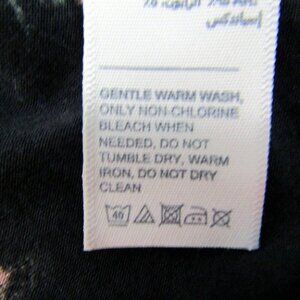 إسباندكس
GENTLE WARM WASH,
ONLY NON-CHLORINE
BLEACH WHEN
NEEDED, DO NOT
TUMBLE DRY, WARM
IRON, DO NOT DRY
CLEAN
40